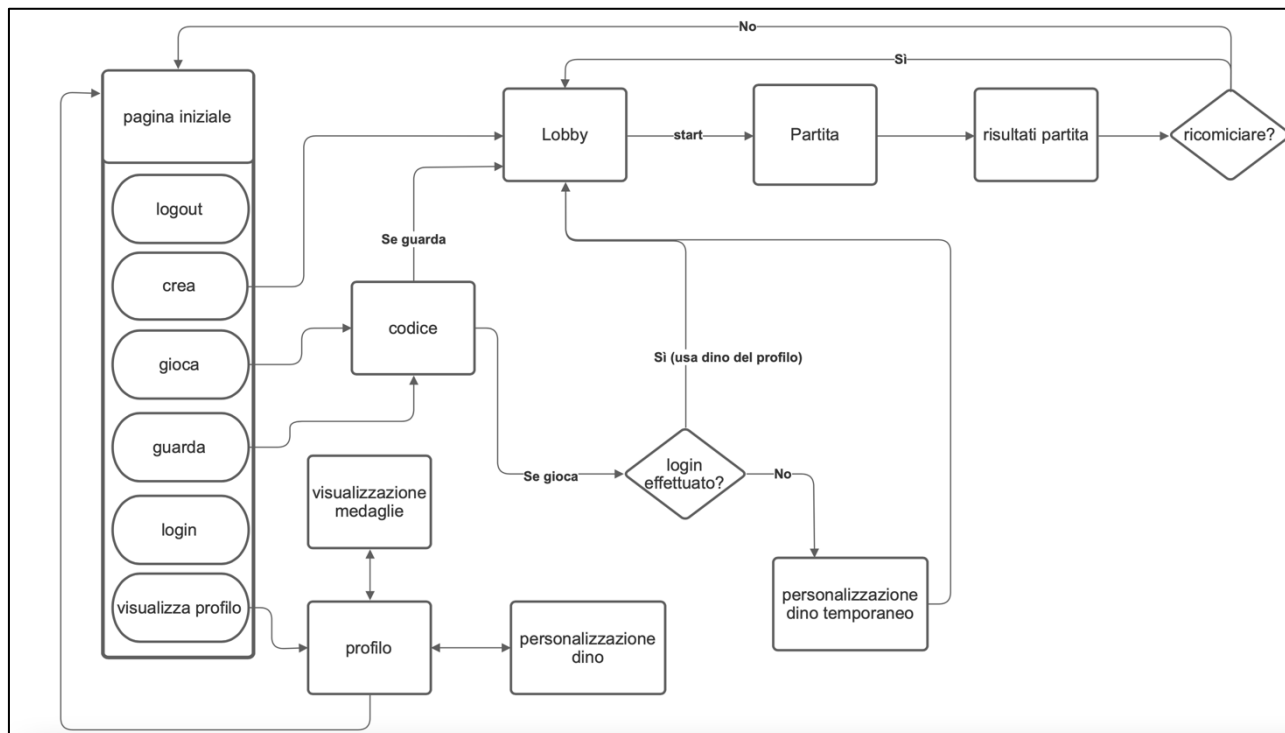 No
Sì
pagina iniziale
Lobby
start
Partita
risultati partita
ricomiciare?
logout
Se guarda
crea
codice
gioca
Sì (usa dino del profilo)
guarda
login
effettuato?
Se gioca
No
visualizzazione
medaglie
login
visualizza profilo
profilo
personalizzazione
dino
personalizzazione
dino temporaneo